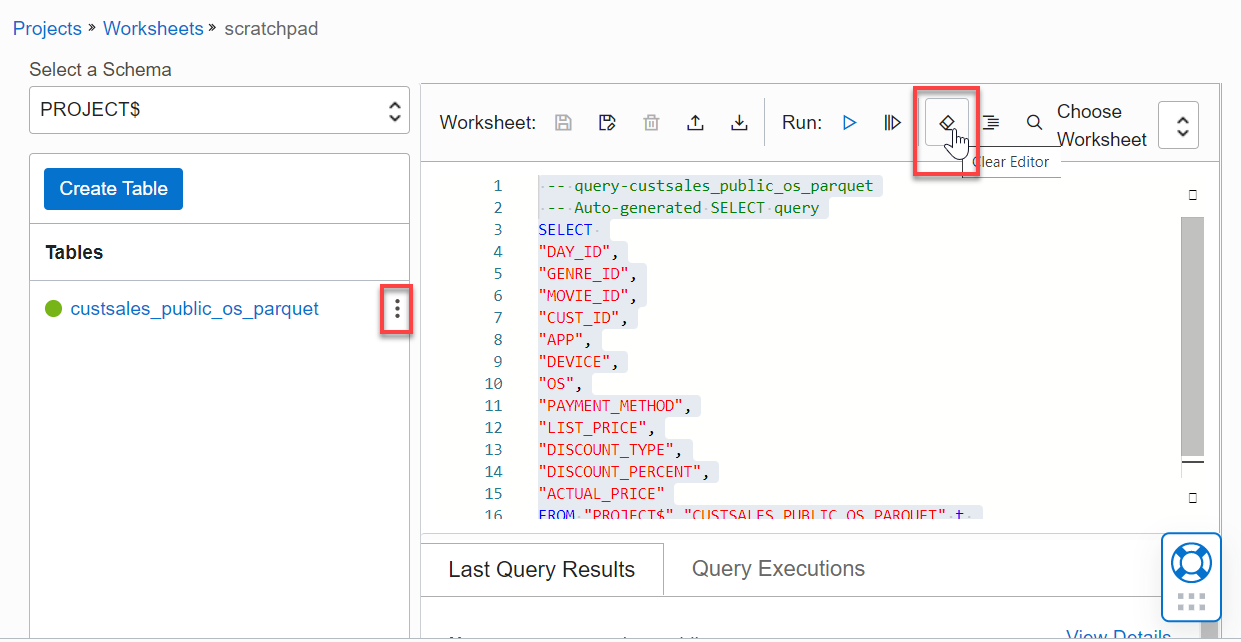 Projects » Worksheets » scratchpad
Select a Schema
PROJECT$
Create Table
Tables
custsales_public_os_parquet
Worksheet:
Run:
Choose
Worksheet
Clear Editor
1 -- query-custsales_public_os_parquet
2 -- Auto-generated SELECT query
3 SELECT
4 "DAY_ID",
5 "GENRE_ID",
6 "MOVIE_ID",
7 "CUST_ID",
8 "APP",
9 "DEVICE",
10 "OS",
11 "PAYMENT_METHOD",
12 "LIST_PRICE",
13 "DISCOUNT_TYPE",
14 "DISCOUNT_PERCENT",
15 "ACTUAL_PRICE"
16 FROM "PROJECT$"."CUSTSALES_PUBLIC_OS_PARQUET" t
Last Query Results
Query Executions
View Details